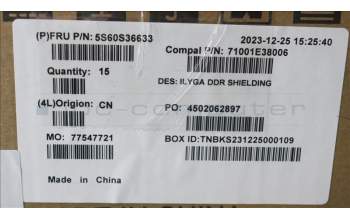 (P)FRU P/N: 5S60S36633
2023-12-25 15:25:40
Compal P/N: 71001E38006
Quantity: 15
DES: ILYGA DDR SHIELDING
(4L)Origion: CN
PO: 4502062897
MO: 77547721
BOX ID:TNBKS231225000109
Made in China